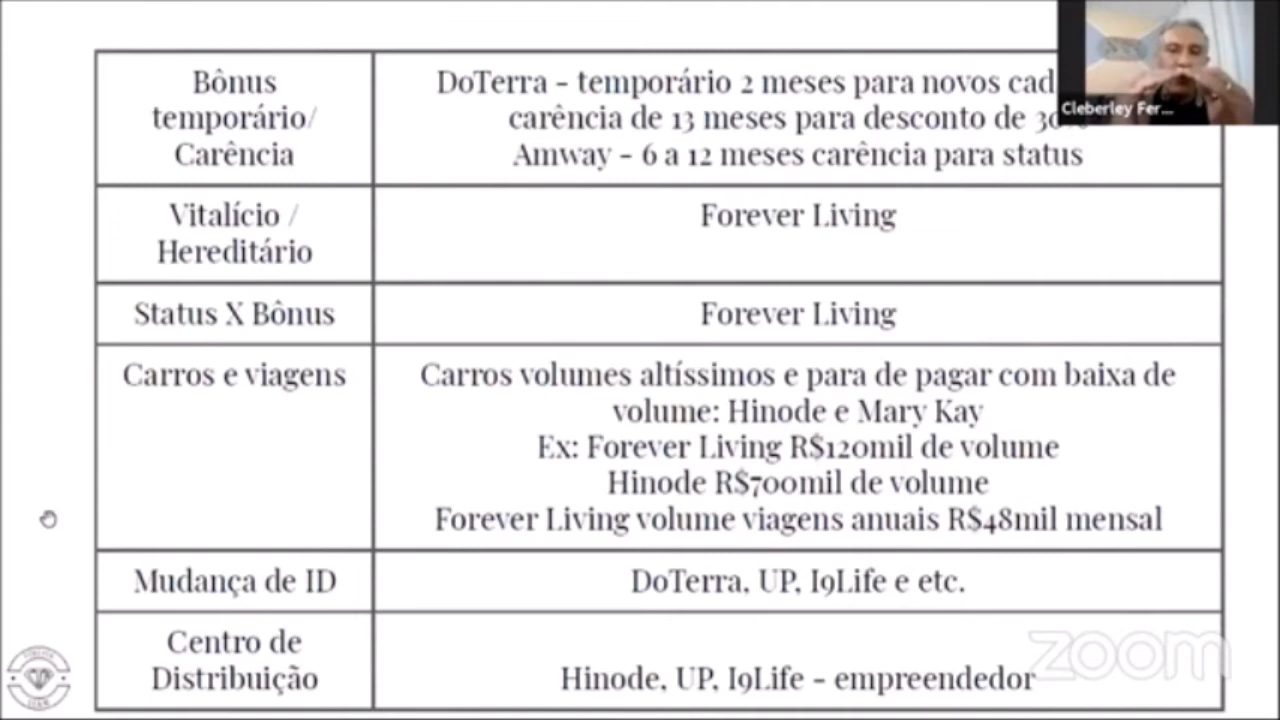 Bônus
temporário/
Carência
DoTerra - temporário 2 meses para novos
carência de 13 meses para desconto de
Amway - 6 a 12 meses carência para status
Vitalício /
Hereditário
Forever Living
Status X Bônus
Forever Living
Carros e viagens
Carros volumes altíssimos e para de pagar com baixa de
volume: Hinode e Mary Kay
Ex: Forever Living R$120mil de volume
Hinode R$700mil de volume
Forever Living volume viagens anuais R$48mil mensal
Mudança de ID
DoTerra, UP, I9Life e etc.
Centro de
Distribuição
Hinode, UP, I9Life - empreendedor
Cleberley Fer...
zoom